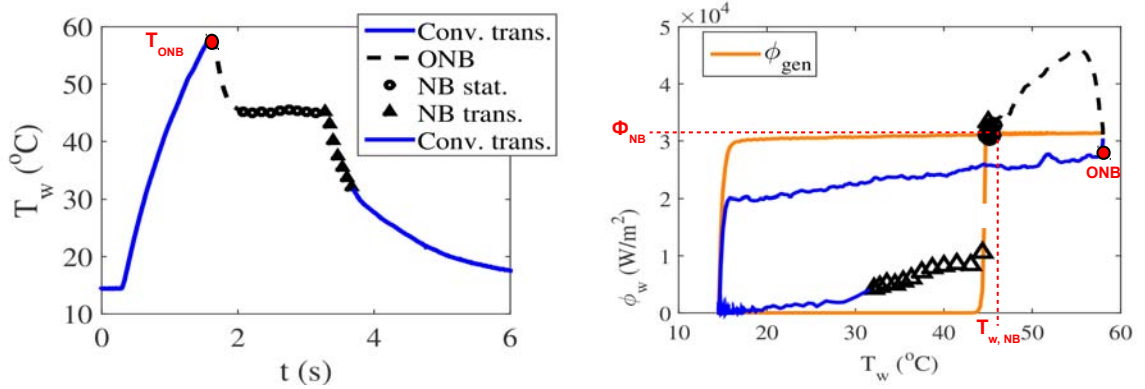 60
50
40
30
20
10
T_w (°C)
0
2
4
6
t (s)
T_ONB
Conv. trans.
ONB
NB stat.
NB trans.
Conv. trans.
×10⁴
5
4
3
2
1
0
ϕ_w (W/m²)
10
20
30
40
50
60
T_w (°C)
ϕ_gen
Φ_NB
ONB
T_w, NB